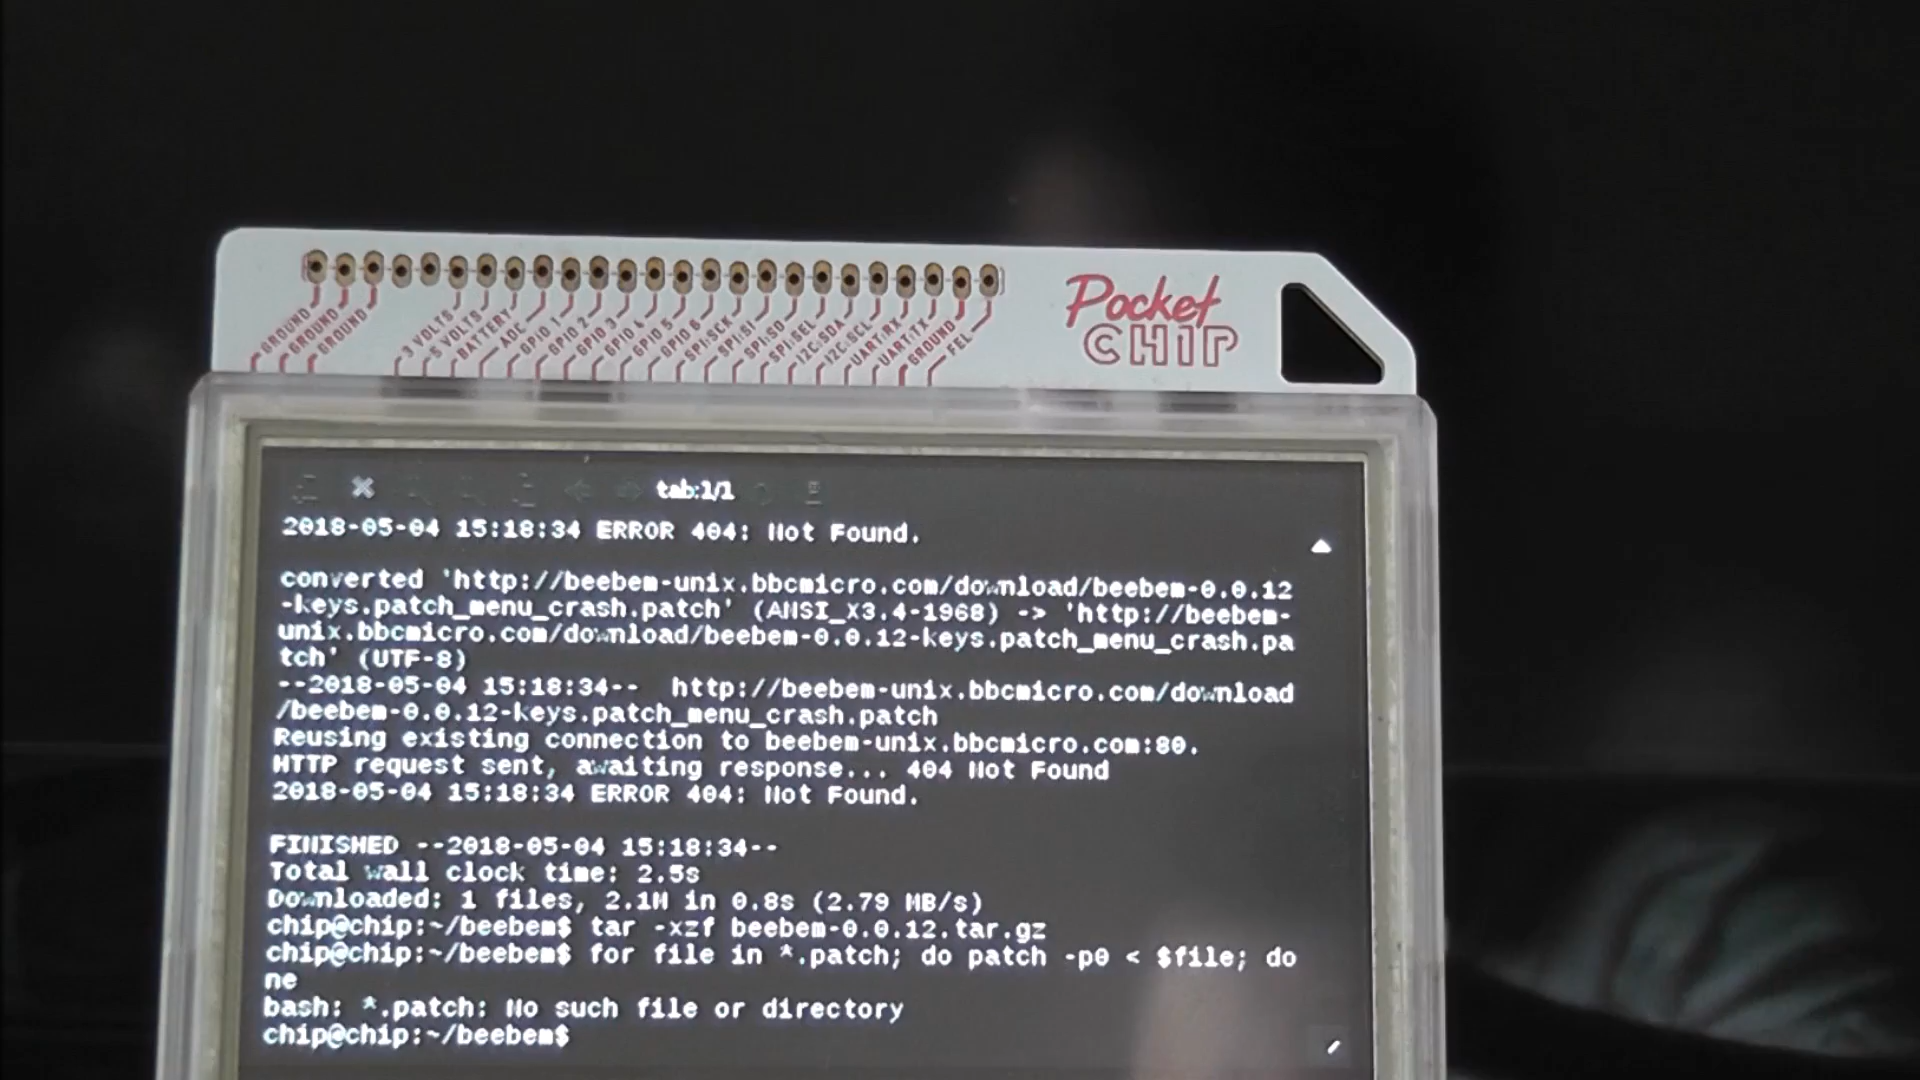 Pocket
CHIP
GROUND
GROUND
GROUND
3 VOLTS
5 VOLTS
BATTERY
ADC
GPIO 1
GPIO 2
GPIO 3
GPIO 4
GPIO 5
GPIO 6
SPI:SCK
SPI:SI
SPI:SO
SPI:SEL
I2C:SDA
I2C:SCL
UART:RX
UART:TX
GROUND
FEL
tab:1/1
2018-05-04 15:18:34 ERROR 404: Not Found.
converted 'http://beebem-unix.bbcmicro.com/download/beebem-0.0.12
-keys.patch_menu_crash.patch' (ANSI_X3.4-1968) -> 'http://beebem-
unix.bbcmicro.com/download/beebem-0.0.12-keys.patch_menu_crash.pa
tch' (UTF-8)
--2018-05-04 15:18:34--  http://beebem-unix.bbcmicro.com/download
/beebem-0.0.12-keys.patch_menu_crash.patch
Reusing existing connection to beebem-unix.bbcmicro.com:80.
HTTP request sent, awaiting response... 404 Not Found
2018-05-04 15:18:34 ERROR 404: Not Found.
FINISHED --2018-05-04 15:18:34--
Total wall clock time: 2.5s
Downloaded: 1 files, 2.1M in 0.8s (2.79 MB/s)
chip@chip:~/beebem$ tar -xzf beebem-0.0.12.tar.gz
chip@chip:~/beebem$ for file in *.patch; do patch -p0 < $file; do
ne
bash: *.patch: No such file or directory
chip@chip:~/beebem$